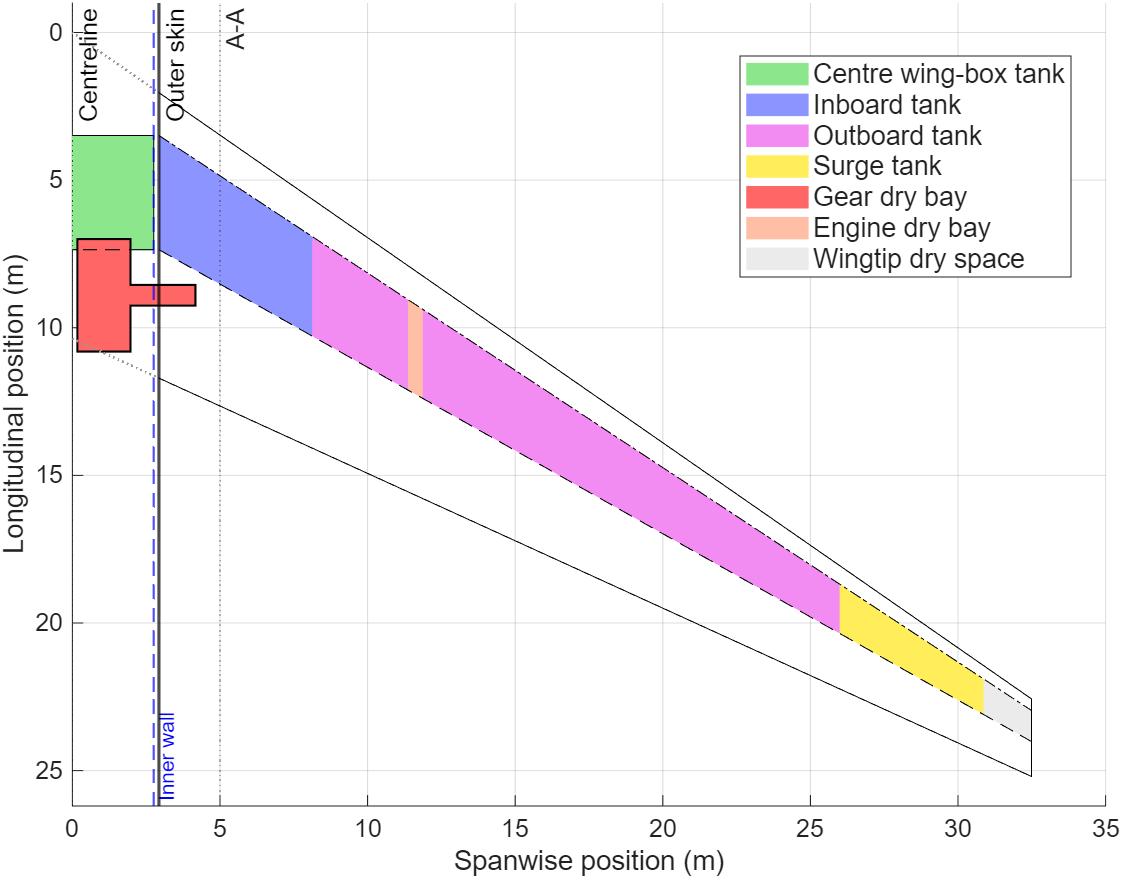 Centreline
Outer skin
A-A
Centre wing-box tank
Inboard tank
Outboard tank
Surge tank
Gear dry bay
Engine dry bay
Wingtip dry space
Longitudinal position (m)
0
5
10
15
20
25
Inner wall
0
5
10
15
20
25
30
35
Spanwise position (m)